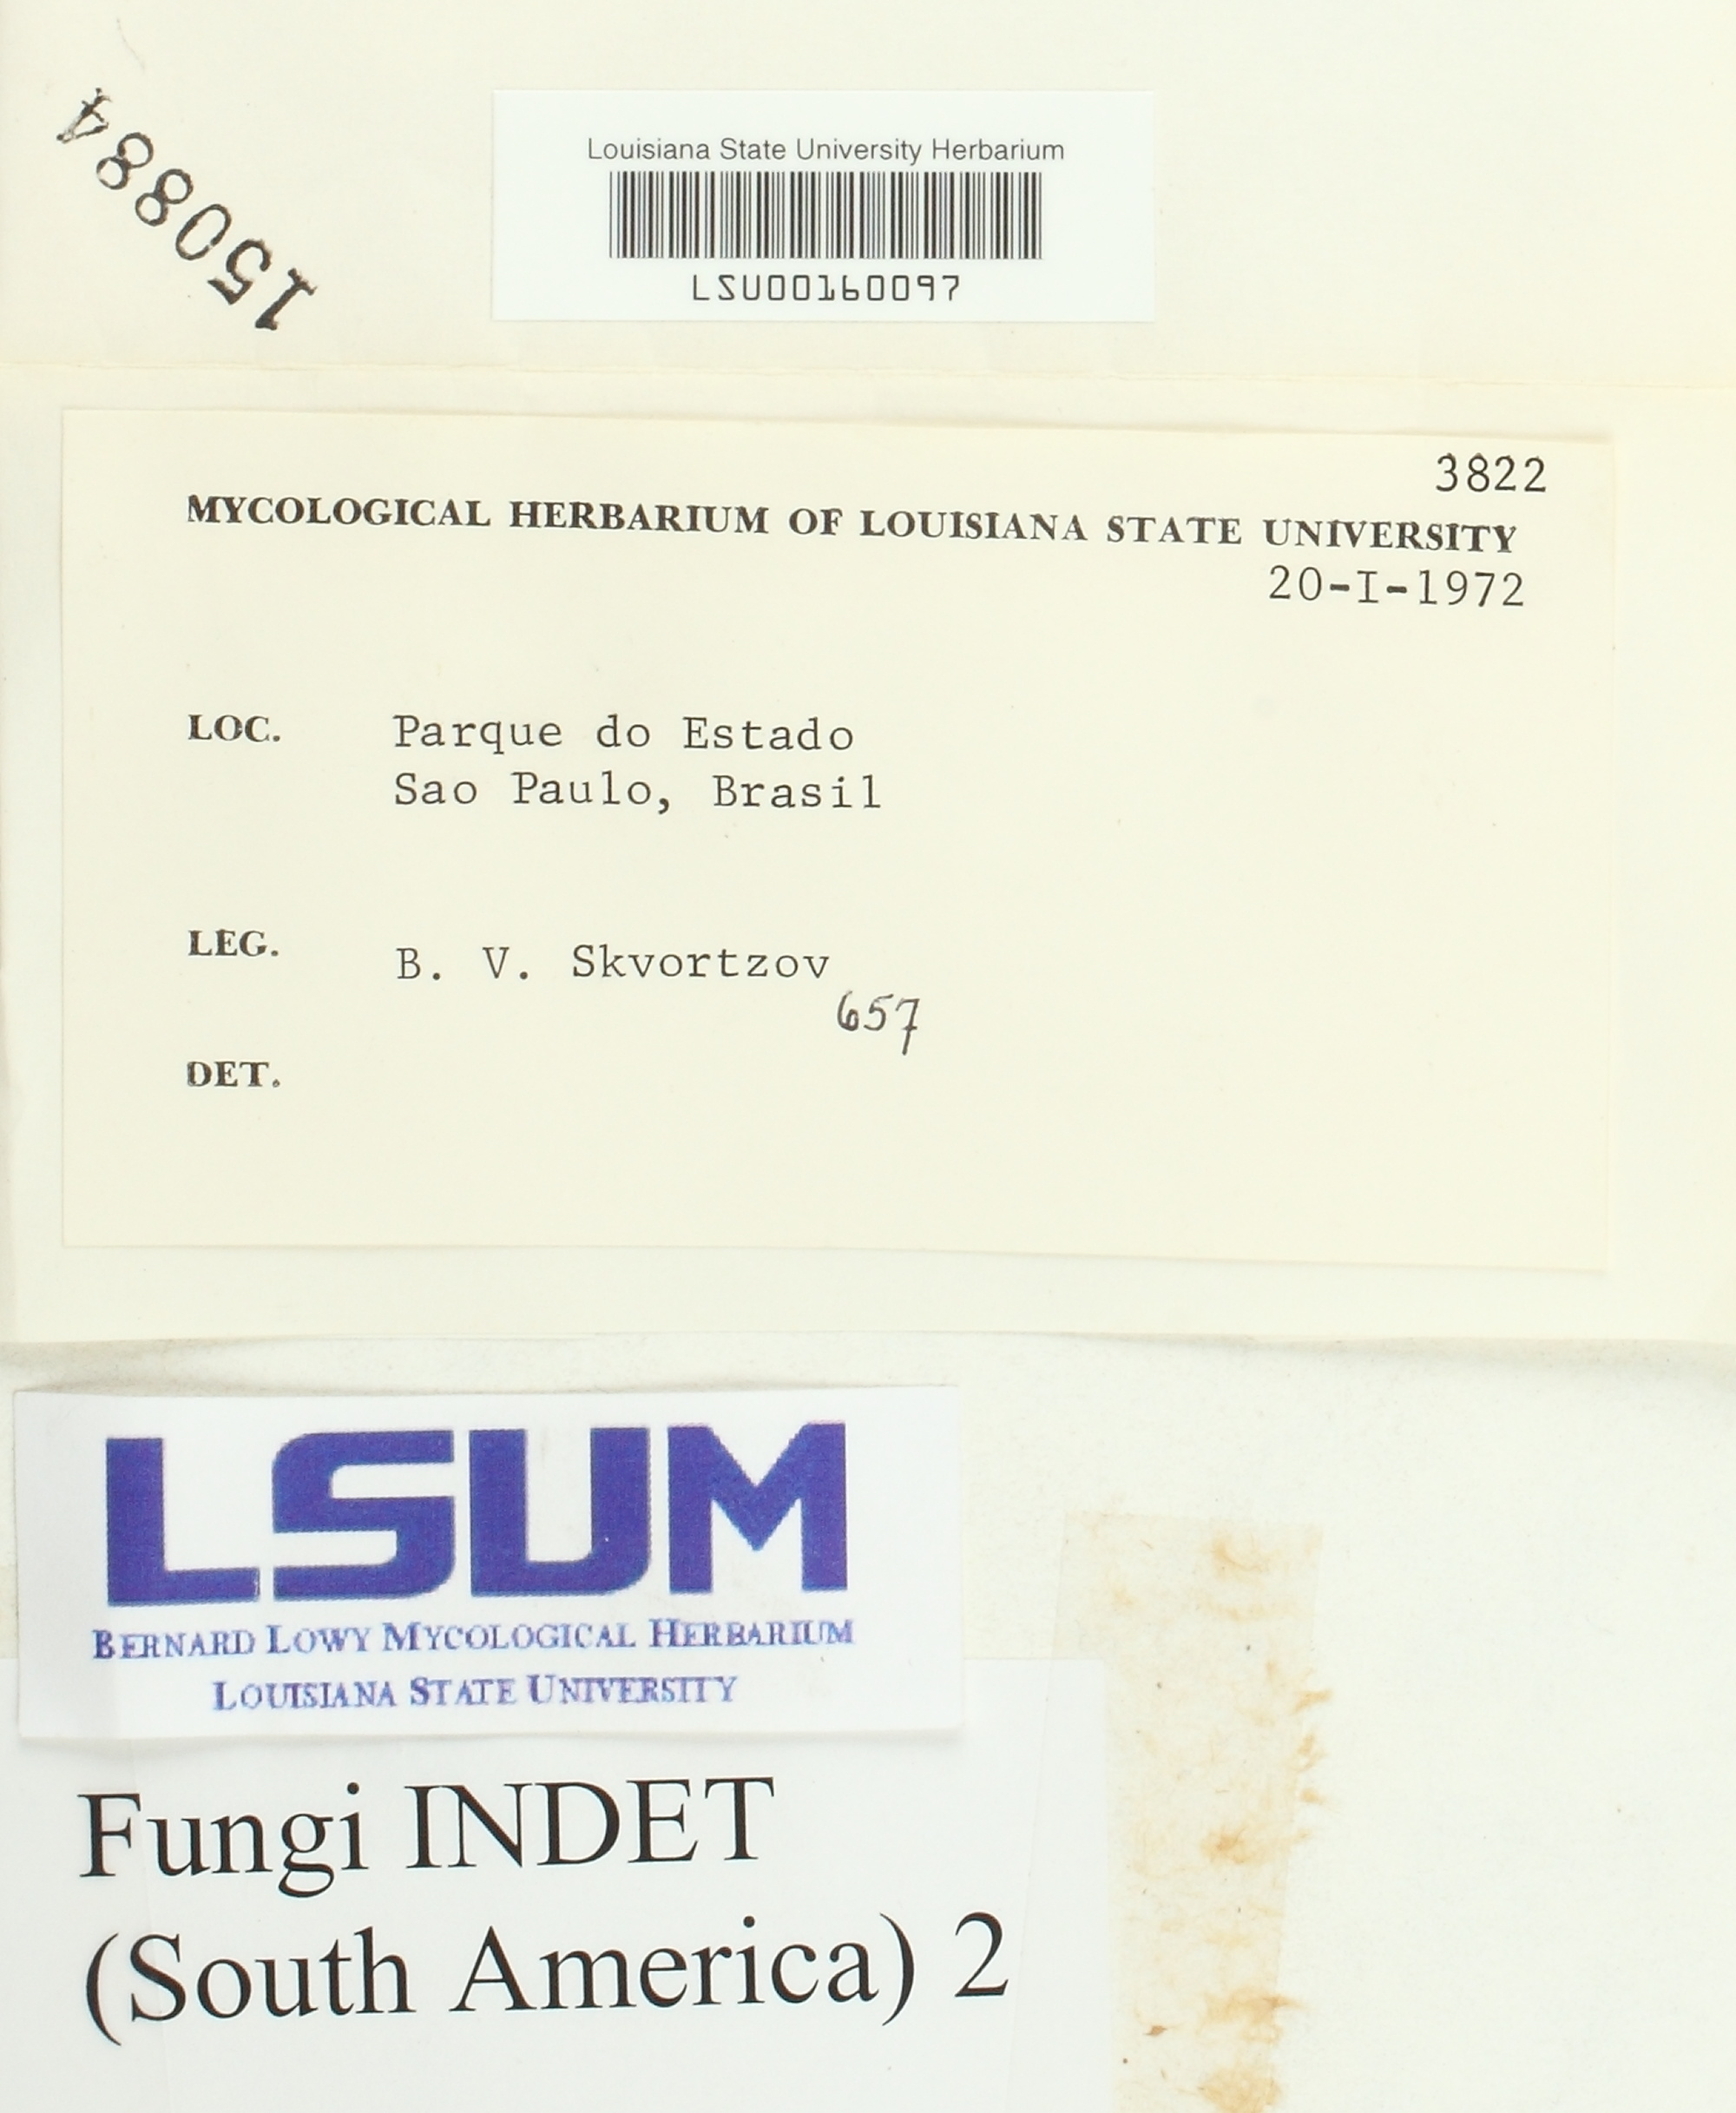 150884
Louisiana State University Herbarium
LSU00160097
3822
MYCOLOGICAL HERBARIUM OF LOUISIANA STATE UNIVERSITY
20-I-1972
LOC. Parque do Estado
Sao Paulo, Brasil
LEG. B. V. Skvortzov
657
DET.
LSUM
BERNARD LOWY MYCOLOGICAL HERBARIUM
LOUISIANA STATE UNIVERSITY
Fungi INDET
(South America) 2